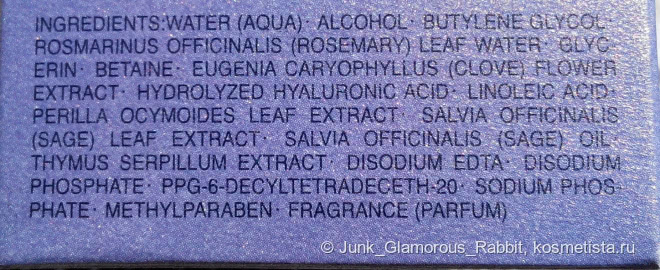 INGREDIENTS:WATER (AQUA)· ALCOHOL· BUTYLENE GLYCOL·
ROSMARINUS OFFICINALIS (ROSEMARY) LEAF WATER· GLYC-
ERIN· BETAINE· EUGENIA CARYOPHYLLUS (CLOVE) FLOWER
EXTRACT· HYDROLYZED HYALURONIC ACID· LINOLEIC ACID·
PERILLA OCYMOIDES LEAF EXTRACT· SALVIA OFFICINALIS
(SAGE) LEAF EXTRACT· SALVIA OFFICINALIS (SAGE) OIL·
THYMUS SERPILLUM EXTRACT· DISODIUM EDTA· DISODIUM
PHOSPHATE· PPG-6-DECYLTETRADECETH-20· SODIUM PHOS-
PHATE· METHYLPARABEN· FRAGRANCE (PARFUM)
© Junk_Glamorous_Rabbit, kosmetista.ru